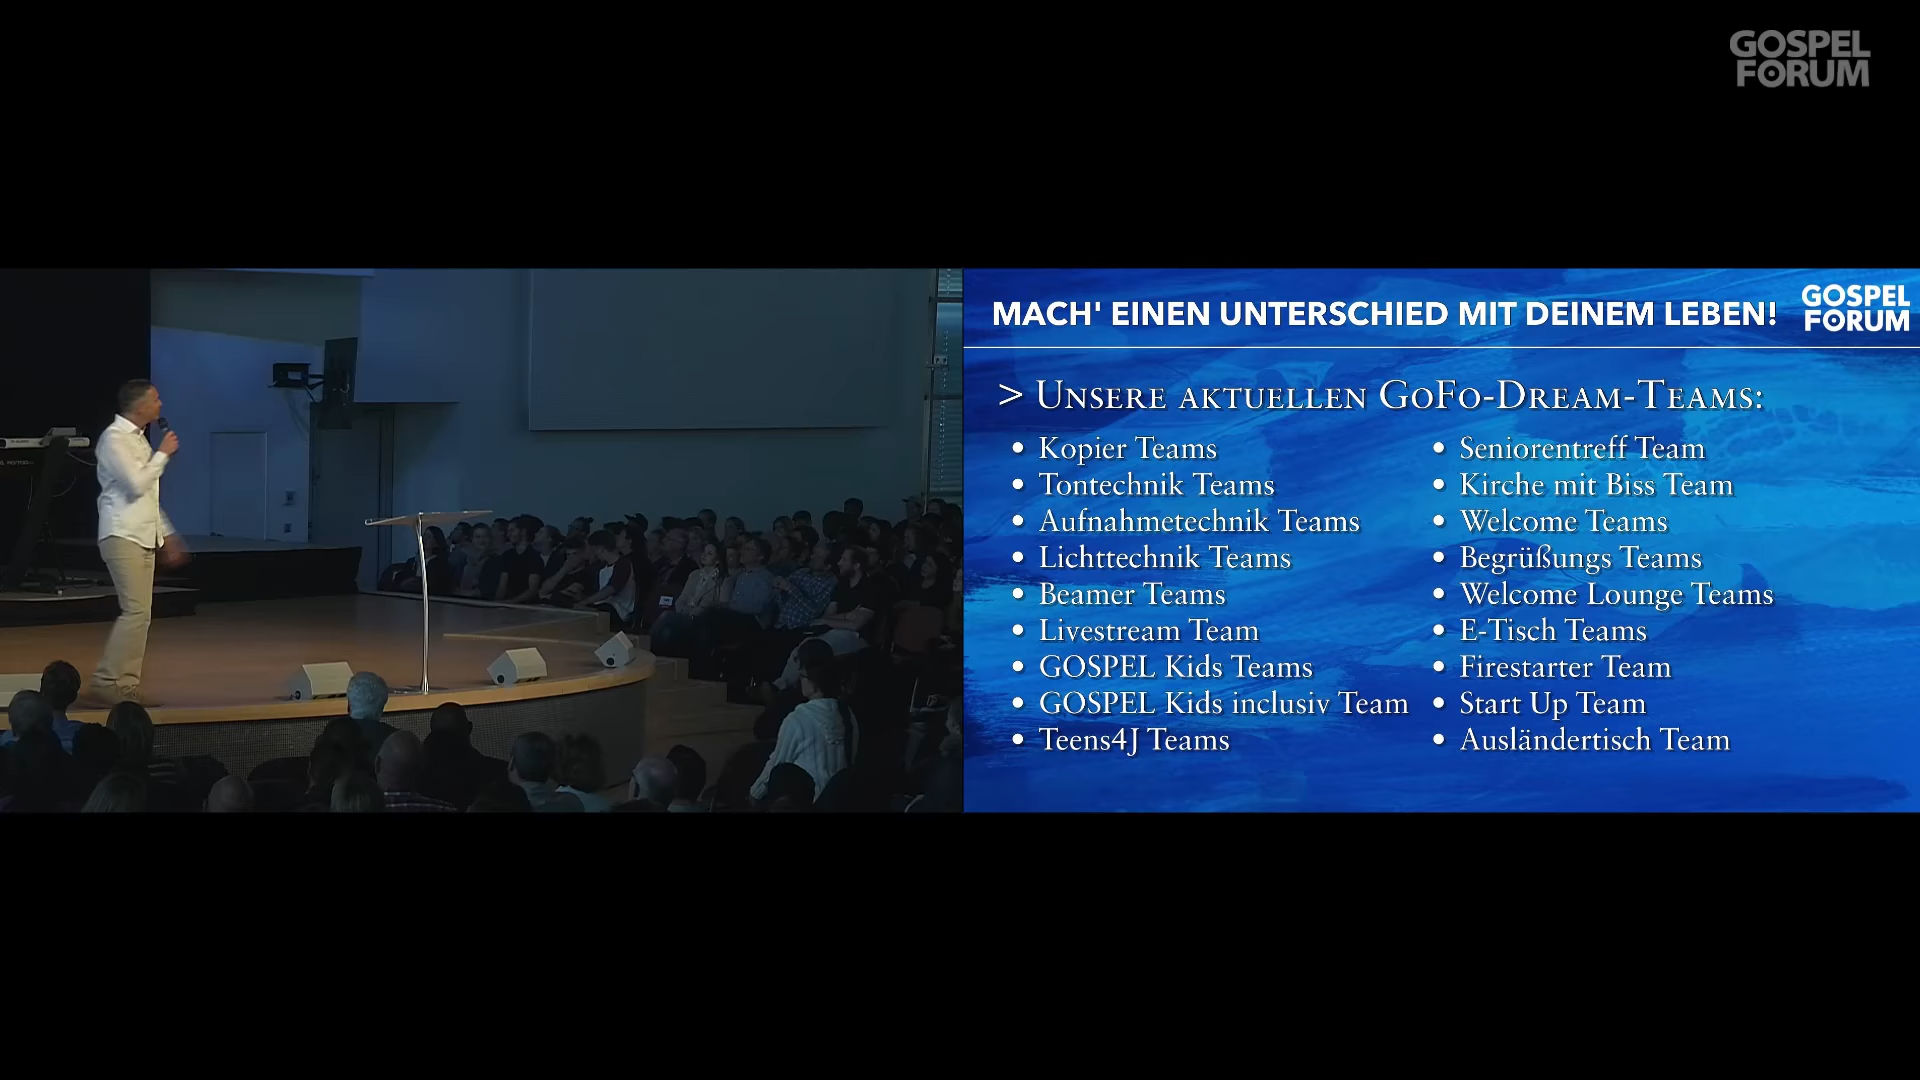 GOSPEL
FORUM
MACH' EINEN UNTERSCHIED MIT DEINEM LEBEN!
GOSPEL
FORUM
> UNSERE AKTUELLEN GOFO-DREAM-TEAMS:
• Kopier Teams
• Tontechnik Teams
• Aufnahmetechnik Teams
• Lichttechnik Teams
• Beamer Teams
• Livestream Team
• GOSPEL Kids Teams
• GOSPEL Kids inclusiv Team
• Teens4J Teams
• Seniorentreff Team
• Kirche mit Biss Team
• Welcome Teams
• Begrüßungs Teams
• Welcome Lounge Teams
• E-Tisch Teams
• Firestarter Team
• Start Up Team
• Ausländertisch Team